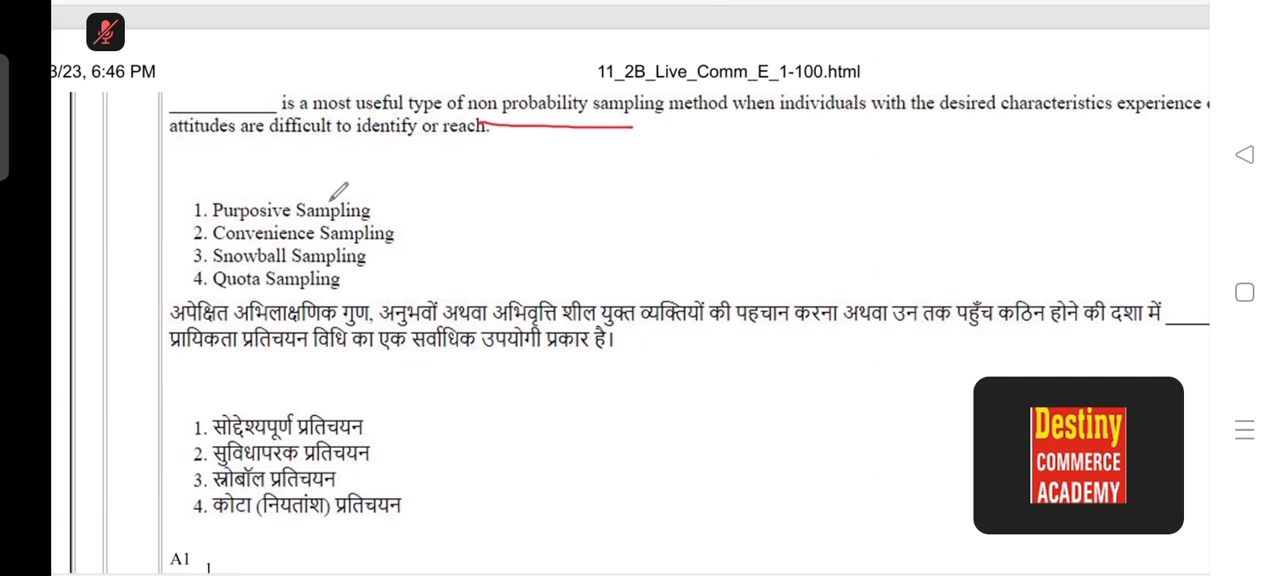 3/23, 6:46 PM
11_2B_Live_Comm_E_1-100.html
__________ is a most useful type of non probability sampling method when individuals with the desired characteristics experience
attitudes are difficult to identify or reach.
1. Purposive Sampling
2. Convenience Sampling
3. Snowball Sampling
4. Quota Sampling
अपेक्षित अभिलाक्षणिक गुण, अनुभवों अथवा अभिवृत्ति शील युक्त व्यक्तियों की पहचान करना अथवा उन तक पहुँच कठिन होने की दशा में ____
प्रायिकता प्रतिचयन विधि का एक सर्वाधिक उपयोगी प्रकार है।
1. सोद्देश्यपूर्ण प्रतिचयन
2. सुविधापरक प्रतिचयन
3. स्नोबॉल प्रतिचयन
4. कोटा (नियतांश) प्रतिचयन
Destiny
COMMERCE
ACADEMY
A1
1